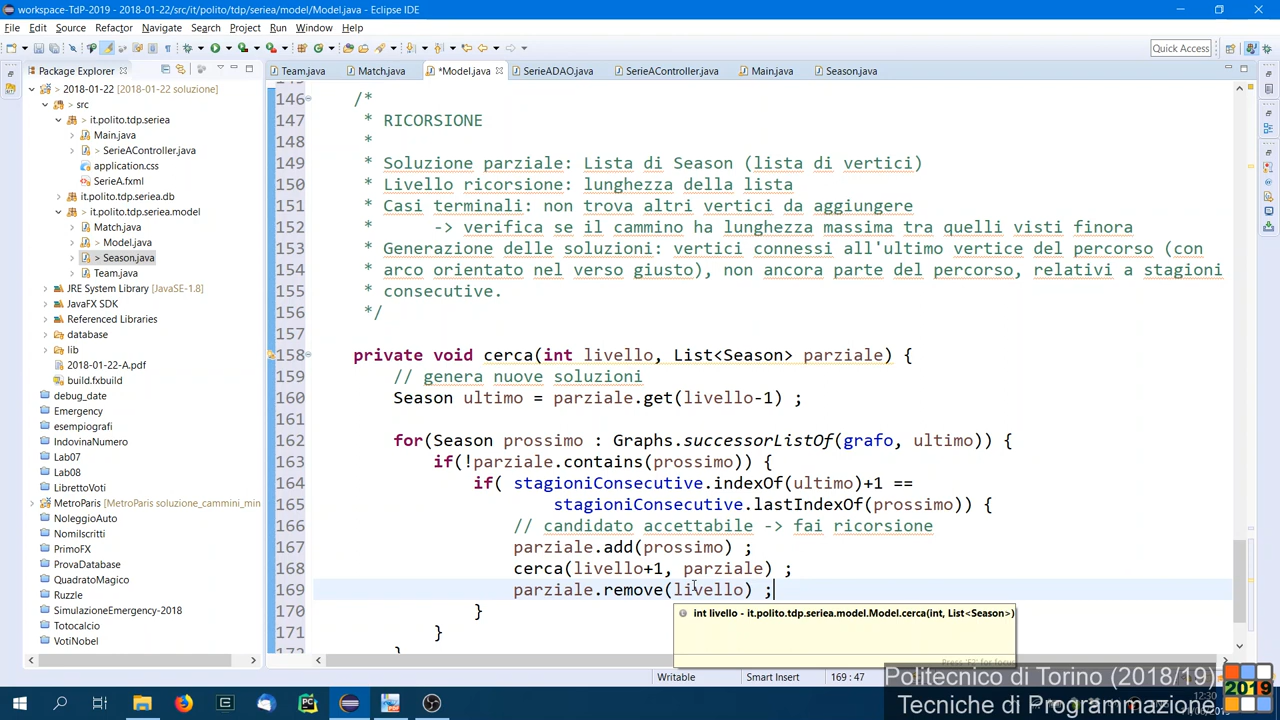 workspace-TdP-2019 - 2018-01-22/src/it/polito/tdp/seriea/model/Model.java - Eclipse IDE
File Edit Source Refactor Navigate Search Project Run Window Help
Quick Access
Package Explorer
Team.java Match.java *Model.java SerieADAO.java SerieAController.java Main.java Season.java
2018-01-22 [2018-01-22 soluzione]
src
it.polito.tdp.seriea
Main.java
> SerieAController.java
application.css
SerieA.fxml
it.polito.tdp.seriea.db
it.polito.tdp.seriea.model
Match.java
> Model.java
> Season.java
Team.java
JRE System Library [JavaSE-1.8]
JavaFX SDK
Referenced Libraries
database
lib
2018-01-22-A.pdf
build.fxbuild
debug_date
Emergency
esempiografi
IndovinaNumero
Lab07
Lab08
LibrettoVoti
MetroParis [MetroParis soluzione_cammini_min
NoleggioAuto
NomiIscritti
PrimoFX
ProvaDatabase
QuadratoMagico
Ruzzle
SimulazioneEmergency-2018
Totocalcio
VotiNobel
146 /*
147 * RICORSIONE
148 *
149 * Soluzione parziale: Lista di Season (lista di vertici)
150 * Livello ricorsione: lunghezza della lista
151 * Casi terminali: non trova altri vertici da aggiungere
152 * -> verifica se il cammino ha lunghezza massima tra quelli visti finora
153 * Generazione delle soluzioni: vertici connessi all'ultimo vertice del percorso (con
154 * arco orientato nel verso giusto), non ancora parte del percorso, relativi a stagioni
155 * consecutive.
156 */
157
158 private void cerca(int livello, List<Season> parziale) {
159 // genera nuove soluzioni
160 Season ultimo = parziale.get(livello-1) ;
161
162 for(Season prossimo : Graphs.successorListOf(grafo, ultimo)) {
163 if(!parziale.contains(prossimo)) {
164 if( stagioniConsecutive.indexOf(ultimo)+1 ==
165 stagioniConsecutive.lastIndexOf(prossimo)) {
166 // candidato accettabile -> fai ricorsione
167 parziale.add(prossimo) ;
168 cerca(livello+1, parziale) ;
169 parziale.remove(livello) ;
170 }
171 }
172 }
int livello - it.polito.tdp.seriea.model.Model.cerca(int, List<Season>)
Press 'F2' for focus
Writable Smart Insert 169 : 47
Politecnico di Torino (2018/19)
Tecniche di Programmazione
2019
12:30